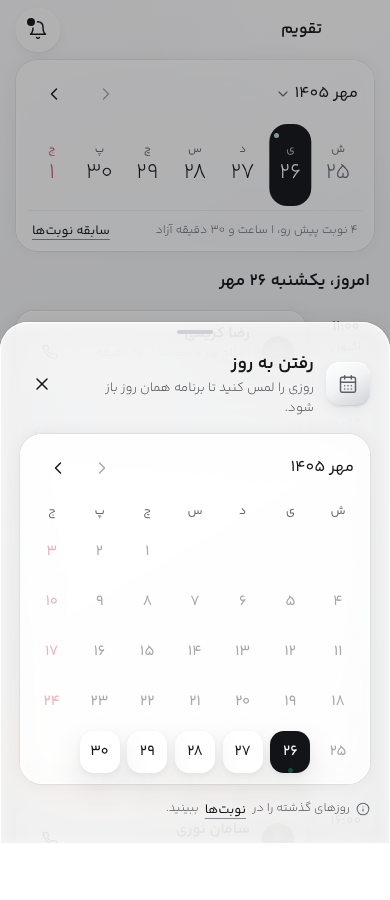 تقویم
مهر ۱۴۰۵
ش ی د س چ پ ج
۲۵ ۲۶ ۲۷ ۲۸ ۲۹ ۳۰ ۱
۴ نوبت پیش رو، ۱ ساعت و ۳۰ دقیقه آزاد سابقه نوبت‌ها
امروز، یکشنبه ۲۶ مهر
رضا کریمی
رفتن به روز
روزی را لمس کنید تا برنامه همان روز باز
شود.
مهر ۱۴۰۵
ش ی د س چ پ ج
۱ ۲ ۳
۴ ۵ ۶ ۷ ۸ ۹ ۱۰
۱۱ ۱۲ ۱۳ ۱۴ ۱۵ ۱۶ ۱۷
۱۸ ۱۹ ۲۰ ۲۱ ۲۲ ۲۳ ۲۴
۲۵ ۲۶ ۲۷ ۲۸ ۲۹ ۳۰
روزهای گذشته را در نوبت‌ها ببینید.
سامان نوری